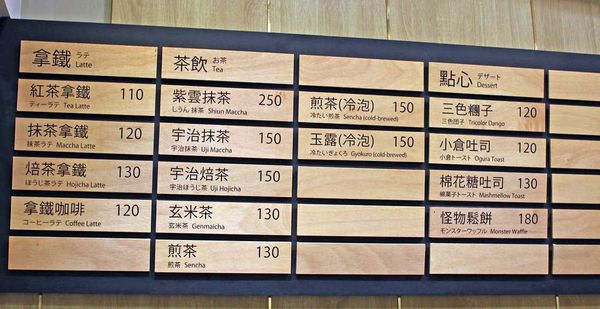 拿鐵 ラテ
Latte
紅茶拿鐵 110
ティーラテ Tea Latte
抹茶拿鐵 120
抹茶ラテ Maccha Latte
焙茶拿鐵 130
ほうじ茶ラテ Hojicha Latte
拿鐵咖啡 120
コーヒーラテ Coffee Latte
茶飲 お茶
Tea
紫雲抹茶 250
しうん 抹茶 Shiun Maccha
宇治抹茶 150
宇治抹茶 Uji Maccha
宇治焙茶 150
宇治ほうじ茶 Uji Hojicha
玄米茶 130
玄米茶 Genmaicha
煎茶 130
煎茶 Sencha
煎茶(冷泡) 150
冷たい煎茶 Sencha (cold-brewed)
玉露(冷泡) 150
冷たいぎょくろ Gyokuro (cold-brewed)
點心 デザート
Dessert
三色糰子 120
三色団子 Tricolor Dango
小倉吐司 120
小倉トースト Ogura Toast
棉花糖吐司 130
綿菓子トースト Mashmellow Toast
怪物鬆餅 180
モンスターワッフル Monster Waffle